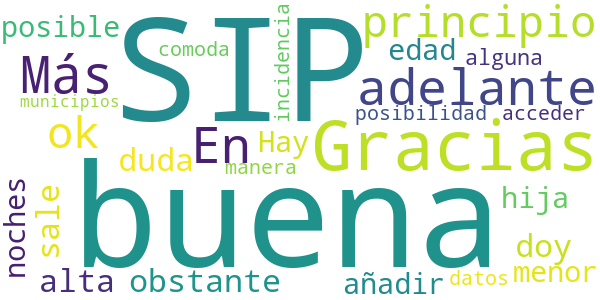 posible
SIP
principio
comoda
incidencia
edad
alguna
Más
adelante
municipios
posibilidad
acceder
ok
En
Hay
Gracias
duda
manera
buena
noches
sale
hija
doy
alta
obstante
añadir
datos
menor